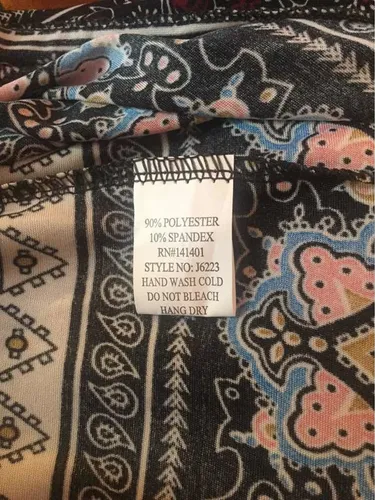 90% POLYESTER
10% SPANDEX
RN#141401
STYLE NO: J6223
HAND WASH COLD
DO NOT BLEACH
HANG DRY